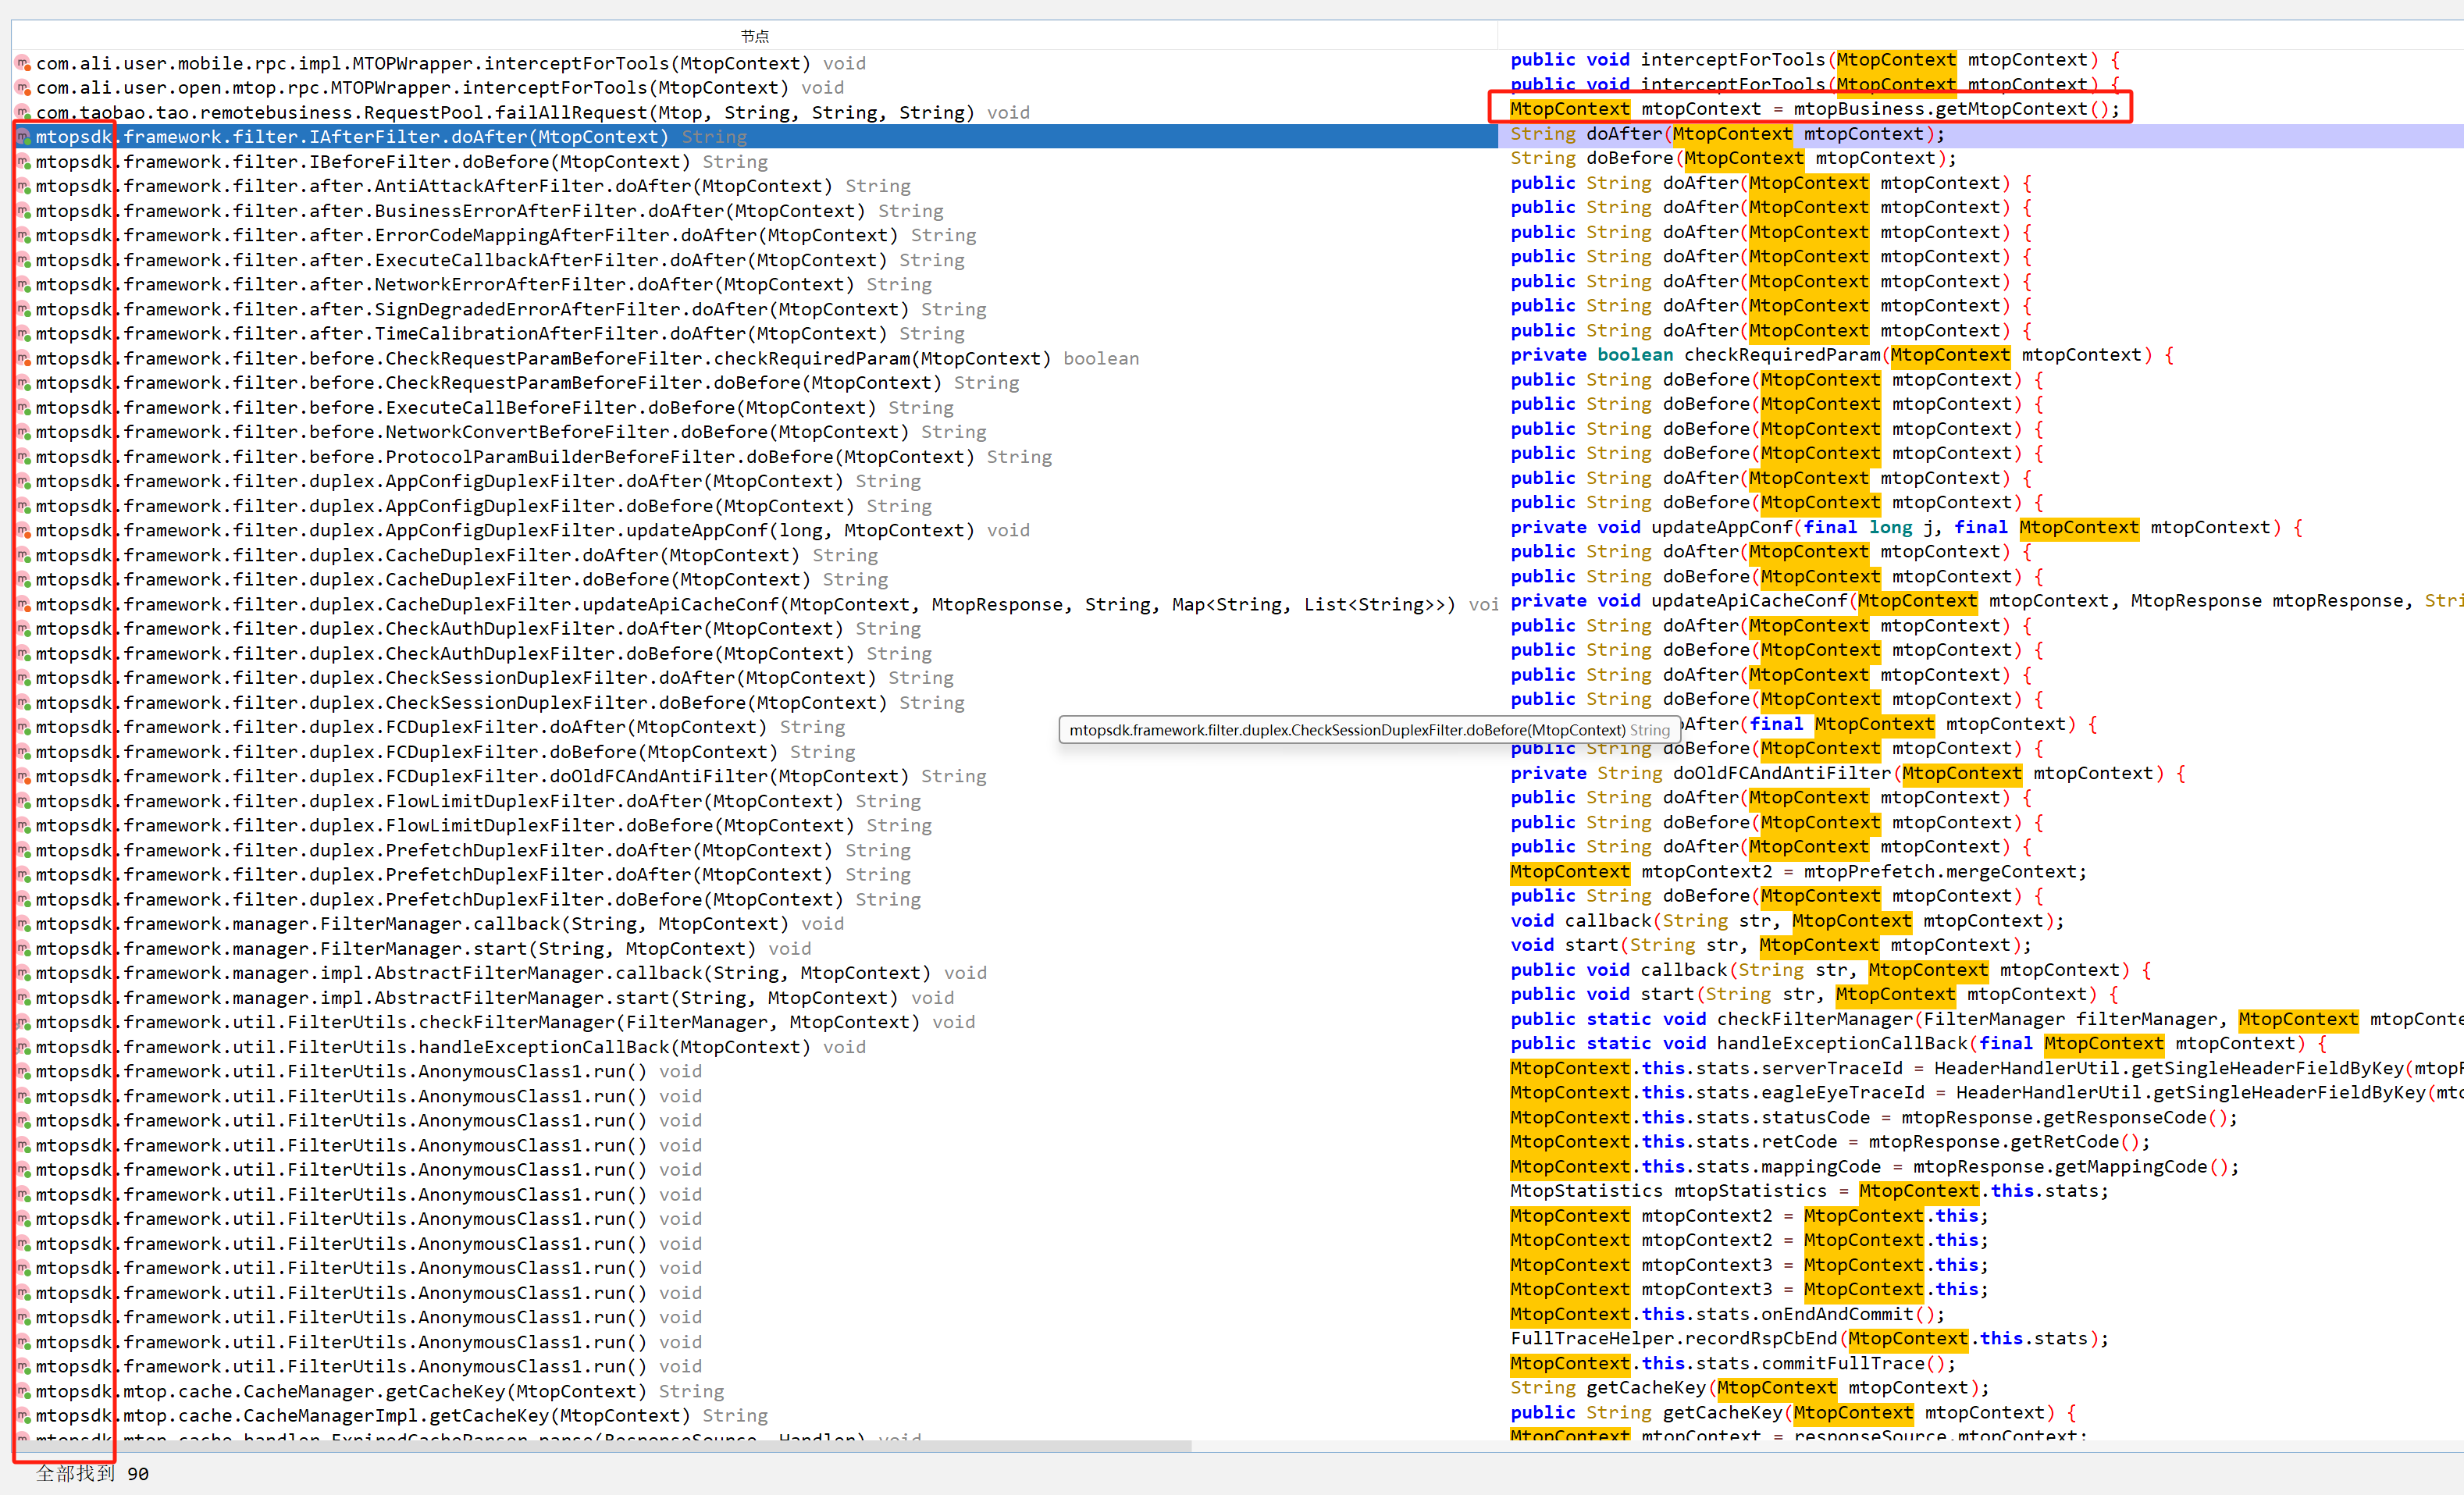 节点
com.ali.user.mobile.rpc.impl.MTOPWrapper.interceptForTools(MtopContext) void public void interceptForTools(MtopContext mtopContext) {
com.ali.user.open.mtop.rpc.MTOPWrapper.interceptForTools(MtopContext) void public void interceptForTools(MtopContext mtopContext) {
com.taobao.tao.remotebusiness.RequestPool.failAllRequest(Mtop, String, String, String) void MtopContext mtopContext = mtopBusiness.getMtopContext();
mtopsdk.framework.filter.IAfterFilter.doAfter(MtopContext) String String doAfter(MtopContext mtopContext);
mtopsdk.framework.filter.IBeforeFilter.doBefore(MtopContext) String String doBefore(MtopContext mtopContext);
mtopsdk.framework.filter.after.AntiAttackAfterFilter.doAfter(MtopContext) String public String doAfter(MtopContext mtopContext) {
mtopsdk.framework.filter.after.BusinessErrorAfterFilter.doAfter(MtopContext) String public String doAfter(MtopContext mtopContext) {
mtopsdk.framework.filter.after.ErrorCodeMappingAfterFilter.doAfter(MtopContext) String public String doAfter(MtopContext mtopContext) {
mtopsdk.framework.filter.after.ExecuteCallbackAfterFilter.doAfter(MtopContext) String public String doAfter(MtopContext mtopContext) {
mtopsdk.framework.filter.after.NetworkErrorAfterFilter.doAfter(MtopContext) String public String doAfter(MtopContext mtopContext) {
mtopsdk.framework.filter.after.SignDegradedErrorAfterFilter.doAfter(MtopContext) String public String doAfter(MtopContext mtopContext) {
mtopsdk.framework.filter.after.TimeCalibrationAfterFilter.doAfter(MtopContext) String public String doAfter(MtopContext mtopContext) {
mtopsdk.framework.filter.before.CheckRequestParamBeforeFilter.checkRequiredParam(MtopContext) boolean private boolean checkRequiredParam(MtopContext mtopContext) {
mtopsdk.framework.filter.before.CheckRequestParamBeforeFilter.doBefore(MtopContext) String public String doBefore(MtopContext mtopContext) {
mtopsdk.framework.filter.before.ExecuteCallBeforeFilter.doBefore(MtopContext) String public String doBefore(MtopContext mtopContext) {
mtopsdk.framework.filter.before.NetworkConvertBeforeFilter.doBefore(MtopContext) String public String doBefore(MtopContext mtopContext) {
mtopsdk.framework.filter.before.ProtocolParamBuilderBeforeFilter.doBefore(MtopContext) String public String doBefore(MtopContext mtopContext) {
mtopsdk.framework.filter.duplex.AppConfigDuplexFilter.doAfter(MtopContext) String public String doAfter(MtopContext mtopContext) {
mtopsdk.framework.filter.duplex.AppConfigDuplexFilter.doBefore(MtopContext) String public String doBefore(MtopContext mtopContext) {
mtopsdk.framework.filter.duplex.AppConfigDuplexFilter.updateAppConf(long, MtopContext) void private void updateAppConf(final long j, final MtopContext mtopContext) {
mtopsdk.framework.filter.duplex.CacheDuplexFilter.doAfter(MtopContext) String public String doAfter(MtopContext mtopContext) {
mtopsdk.framework.filter.duplex.CacheDuplexFilter.doBefore(MtopContext) String public String doBefore(MtopContext mtopContext) {
mtopsdk.framework.filter.duplex.CacheDuplexFilter.updateApiCacheConf(MtopContext, MtopResponse, String, Map<String, List<String>>) voi private void updateApiCacheConf(MtopContext mtopContext, MtopResponse mtopResponse, Stri
mtopsdk.framework.filter.duplex.CheckAuthDuplexFilter.doAfter(MtopContext) String public String doAfter(MtopContext mtopContext) {
mtopsdk.framework.filter.duplex.CheckAuthDuplexFilter.doBefore(MtopContext) String public String doBefore(MtopContext mtopContext) {
mtopsdk.framework.filter.duplex.CheckSessionDuplexFilter.doAfter(MtopContext) String public String doAfter(MtopContext mtopContext) {
mtopsdk.framework.filter.duplex.CheckSessionDuplexFilter.doBefore(MtopContext) String public String doBefore(MtopContext mtopContext) {
mtopsdk.framework.filter.duplex.FCDuplexFilter.doAfter(MtopContext) String mtopsdk.framework.filter.duplex.CheckSessionDuplexFilter.doBefore(MtopContext) String After(final MtopContext mtopContext) {
mtopsdk.framework.filter.duplex.FCDuplexFilter.doBefore(MtopContext) String public String doBefore(MtopContext mtopContext) {
mtopsdk.framework.filter.duplex.FCDuplexFilter.doOldFCAndAntiFilter(MtopContext) String private String doOldFCAndAntiFilter(MtopContext mtopContext) {
mtopsdk.framework.filter.duplex.FlowLimitDuplexFilter.doAfter(MtopContext) String public String doAfter(MtopContext mtopContext) {
mtopsdk.framework.filter.duplex.FlowLimitDuplexFilter.doBefore(MtopContext) String public String doBefore(MtopContext mtopContext) {
mtopsdk.framework.filter.duplex.PrefetchDuplexFilter.doAfter(MtopContext) String public String doAfter(MtopContext mtopContext) {
mtopsdk.framework.filter.duplex.PrefetchDuplexFilter.doAfter(MtopContext) String MtopContext mtopContext2 = mtopPrefetch.mergeContext;
mtopsdk.framework.filter.duplex.PrefetchDuplexFilter.doBefore(MtopContext) String public String doBefore(MtopContext mtopContext) {
mtopsdk.framework.manager.FilterManager.callback(String, MtopContext) void void callback(String str, MtopContext mtopContext);
mtopsdk.framework.manager.FilterManager.start(String, MtopContext) void void start(String str, MtopContext mtopContext);
mtopsdk.framework.manager.impl.AbstractFilterManager.callback(String, MtopContext) void public void callback(String str, MtopContext mtopContext) {
mtopsdk.framework.manager.impl.AbstractFilterManager.start(String, MtopContext) void public void start(String str, MtopContext mtopContext) {
mtopsdk.framework.util.FilterUtils.checkFilterManager(FilterManager, MtopContext) void public static void checkFilterManager(FilterManager filterManager, MtopContext mtopConte
mtopsdk.framework.util.FilterUtils.handleExceptionCallBack(MtopContext) void public static void handleExceptionCallBack(final MtopContext mtopContext) {
mtopsdk.framework.util.FilterUtils.AnonymousClass1.run() void MtopContext.this.stats.serverTraceId = HeaderHandlerUtil.getSingleHeaderFieldByKey(mtopR
mtopsdk.framework.util.FilterUtils.AnonymousClass1.run() void MtopContext.this.stats.eagleEyeTraceId = HeaderHandlerUtil.getSingleHeaderFieldByKey(mto
mtopsdk.framework.util.FilterUtils.AnonymousClass1.run() void MtopContext.this.stats.statusCode = mtopResponse.getResponseCode();
mtopsdk.framework.util.FilterUtils.AnonymousClass1.run() void MtopContext.this.stats.retCode = mtopResponse.getRetCode();
mtopsdk.framework.util.FilterUtils.AnonymousClass1.run() void MtopContext.this.stats.mappingCode = mtopResponse.getMappingCode();
mtopsdk.framework.util.FilterUtils.AnonymousClass1.run() void MtopStatistics mtopStatistics = MtopContext.this.stats;
mtopsdk.framework.util.FilterUtils.AnonymousClass1.run() void MtopContext mtopContext2 = MtopContext.this;
mtopsdk.framework.util.FilterUtils.AnonymousClass1.run() void MtopContext mtopContext2 = MtopContext.this;
mtopsdk.framework.util.FilterUtils.AnonymousClass1.run() void MtopContext mtopContext3 = MtopContext.this;
mtopsdk.framework.util.FilterUtils.AnonymousClass1.run() void MtopContext mtopContext3 = MtopContext.this;
mtopsdk.framework.util.FilterUtils.AnonymousClass1.run() void MtopContext.this.stats.onEndAndCommit();
mtopsdk.framework.util.FilterUtils.AnonymousClass1.run() void FullTraceHelper.recordRspCbEnd(MtopContext.this.stats);
mtopsdk.framework.util.FilterUtils.AnonymousClass1.run() void MtopContext.this.stats.commitFullTrace();
mtopsdk.mtop.cache.CacheManager.getCacheKey(MtopContext) String String getCacheKey(MtopContext mtopContext);
mtopsdk.mtop.cache.CacheManagerImpl.getCacheKey(MtopContext) String public String getCacheKey(MtopContext mtopContext) {
mtopsdk.mtop.cache.handler.ExpiredCacheParser.parse(ResponseSource, Handler) void MtopContext mtopContext = responseSource.mtopContext;
全部找到 90